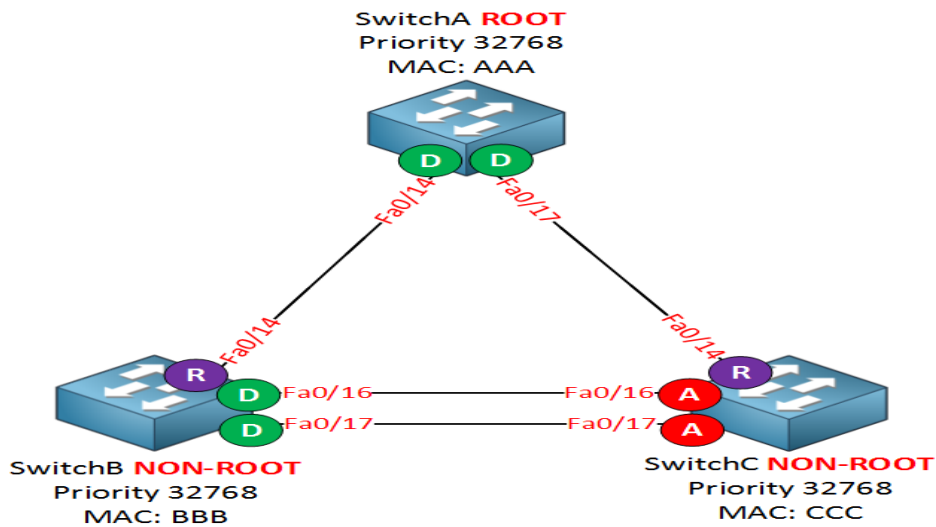 SwitchA ROOT
Priority 32768
MAC: AAA
D D
Fa0/14
Fa0/17
Fa0/14
Fa0/14
R
R
D Fa0/16 Fa0/16 A
D Fa0/17 Fa0/17 A
SwitchB NON-ROOT
Priority 32768
MAC: BBB
SwitchC NON-ROOT
Priority 32768
MAC: CCC